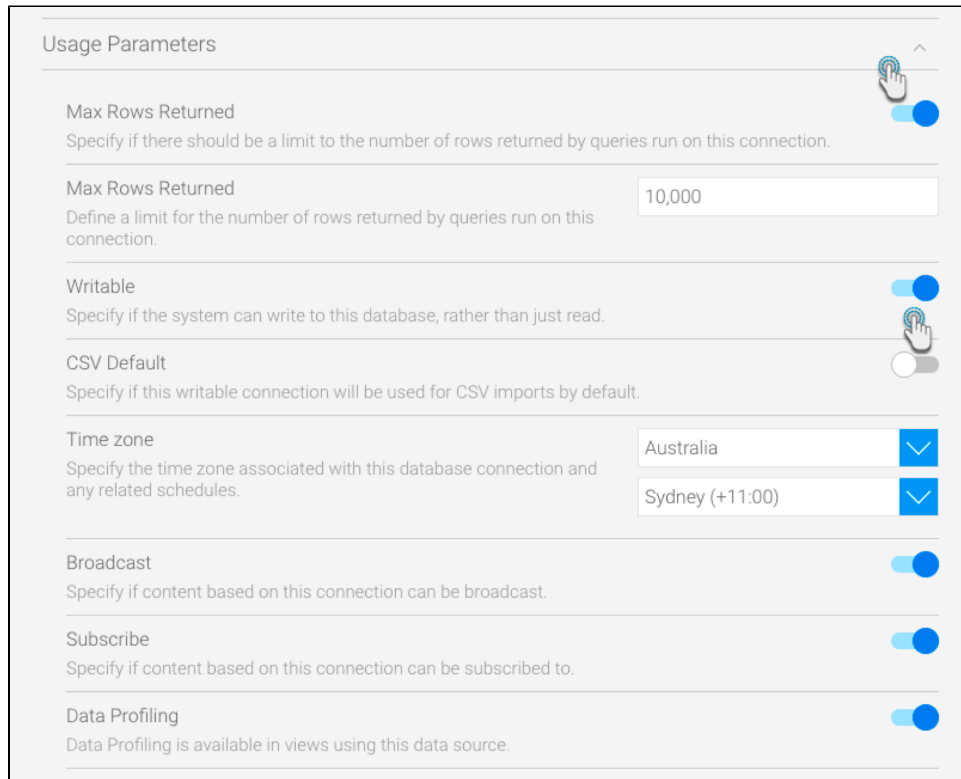 Usage Parameters
Max Rows Returned
Specify if there should be a limit to the number of rows returned by queries run on this connection.
Max Rows Returned
10,000
Define a limit for the number of rows returned by queries run on this
connection.
Writable
Specify if the system can write to this database, rather than just read.
CSV Default
Specify if this writable connection will be used for CSV imports by default.
Time zone
Australia
Specify the time zone associated with this database connection and
any related schedules.
Sydney (+11:00)
Broadcast
Specify if content based on this connection can be broadcast.
Subscribe
Specify if content based on this connection can be subscribed to.
Data Profiling
Data Profiling is available in views using this data source.